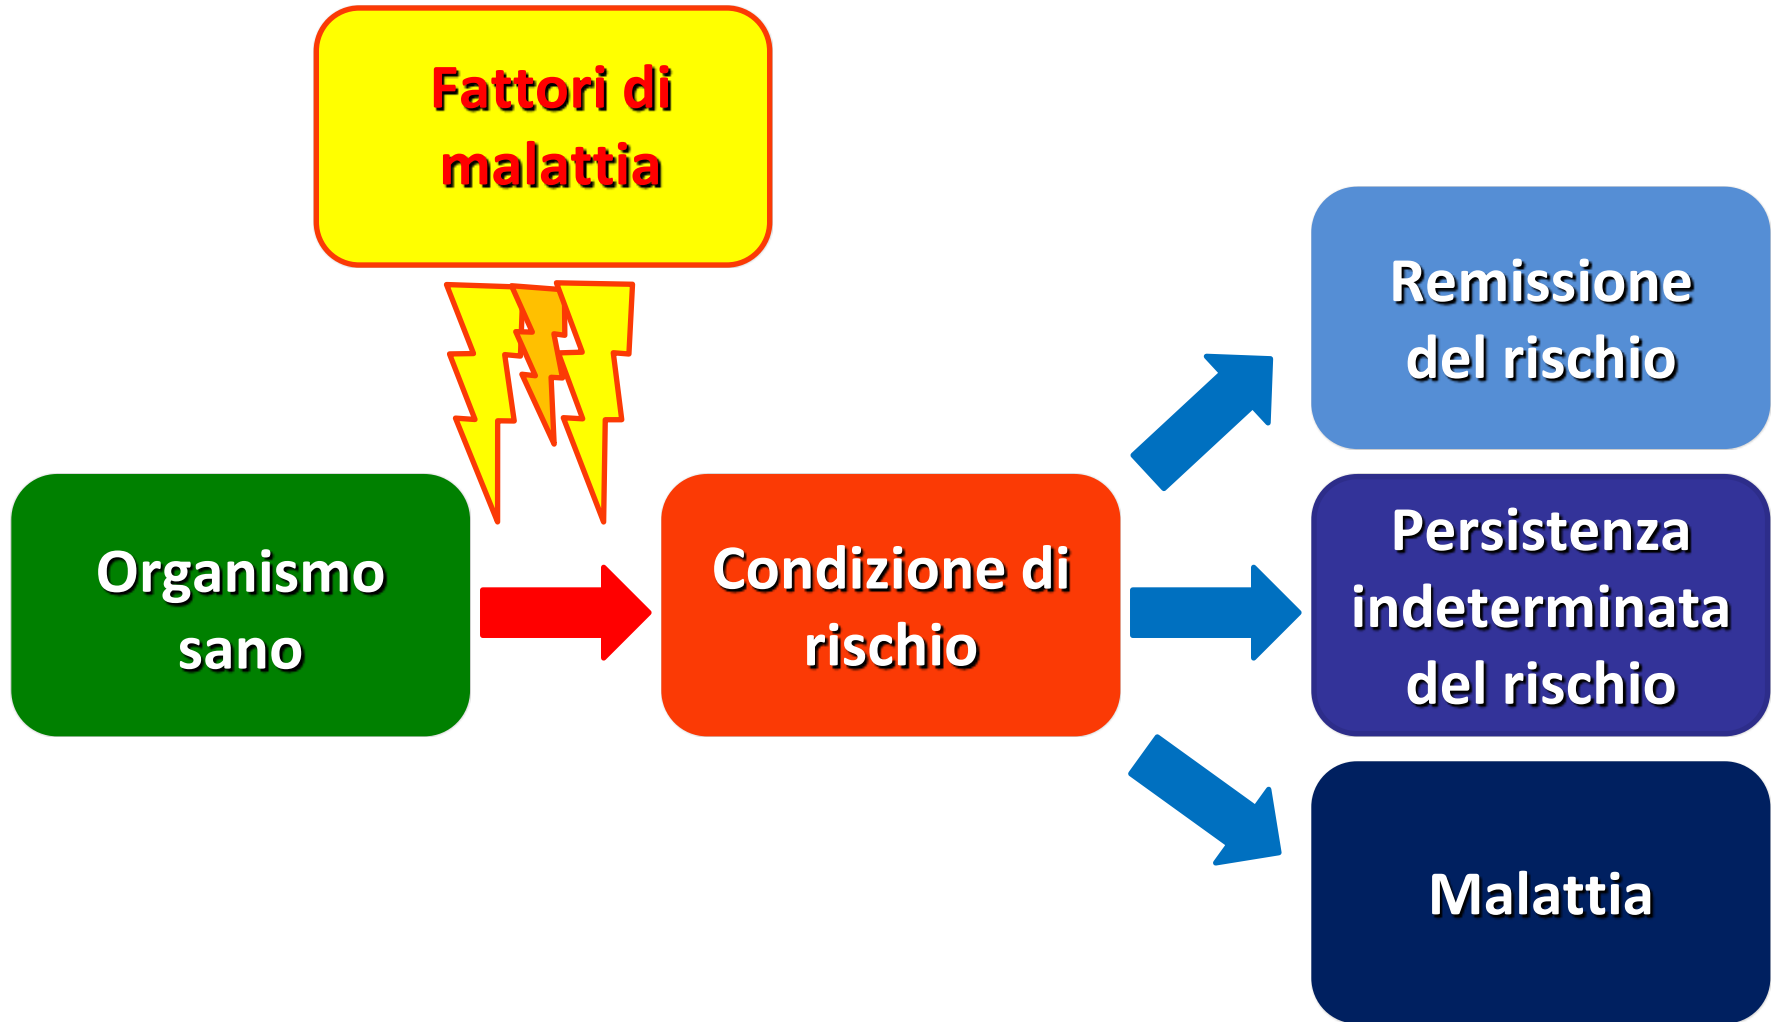 Fattori di
malattia
Organismo
sano
Condizione di
rischio
Remissione
del rischio
Persistenza
indeterminata
del rischio
Malattia